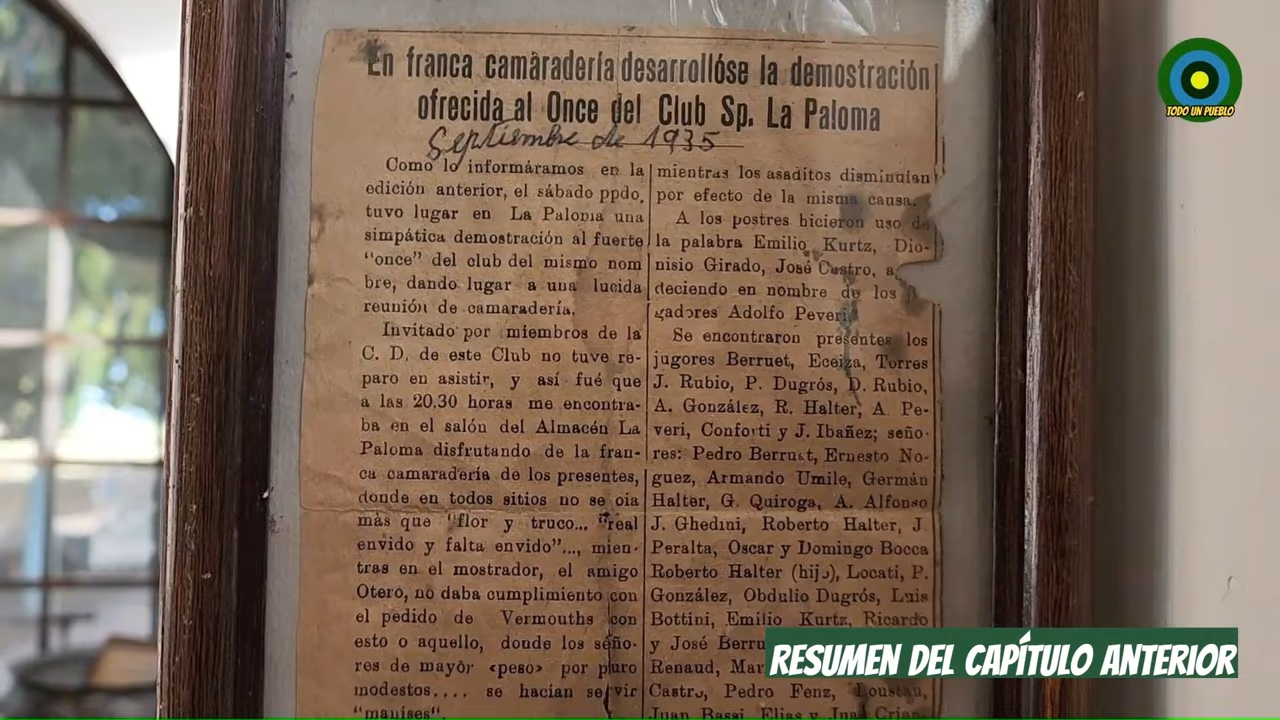 En franca camaradería desarrollóse la demostración
ofrecida al Once del Club Sp. La Paloma
Septiembre de 1935
Como lo informáramos en la
edición anterior, el sábado ppdo.
tuvo lugar en La Paloma una
simpática demostración al fuerte
"once" del club del mismo nom
bre, dando lugar a una lucida
reunión de camaradería.
Invitado por miembros de la
C. D. de este Club no tuve re-
paro en asistir, y así fué que
a las 20.30 horas me encontra-
ba en el salón del Almacén La
Paloma disfrutando de la fran-
ca camaradería de los presentes,
donde en todos sitios no se oia
más que "flor y truco... "real
envido y falta envido"..., mien-
tras en el mostrador, el amigo
Otero, no daba cumplimiento con
el pedido de Vermouths con
esto o aquello, donde los seño-
res de mayor «peso» por puro
modestos.... se hacían servir
"manises".
mientras los asaditos disminuían
por efecto de la misma causa.
A los postres hicieron uso de
la palabra Emilio Kurtz, Dio-
nisio Girado, José Castro, a
deciendo en nombre de los
gadores Adolfo Peveri
Se encontraron presentes los
jugores Berruet, Eceiza, Torres
J. Rubio, P. Dugrós, D. Rubio,
A. González, R. Halter, A. Pe-
veri, Conforti y J. Ibañez; seño-
res: Pedro Berruet, Ernesto No-
guez, Armando Umile, Germán
Halter, G. Quiroga, A. Alfonso
J. Ghedini, Roberto Halter, J
Peralta, Oscar y Domingo Bocca
Roberto Halter (hijo), Locati, P.
González, Obdulio Dugrós, Luis
Bottini, Emilio Kurtz, Ricardo
y José Berru
Renaud, Mar
Castro, Pedro Fenz, Loustau,
Juan Bassi, Elias y Juan
TODO UN PUEBLO
RESUMEN DEL CAPÍTULO ANTERIOR